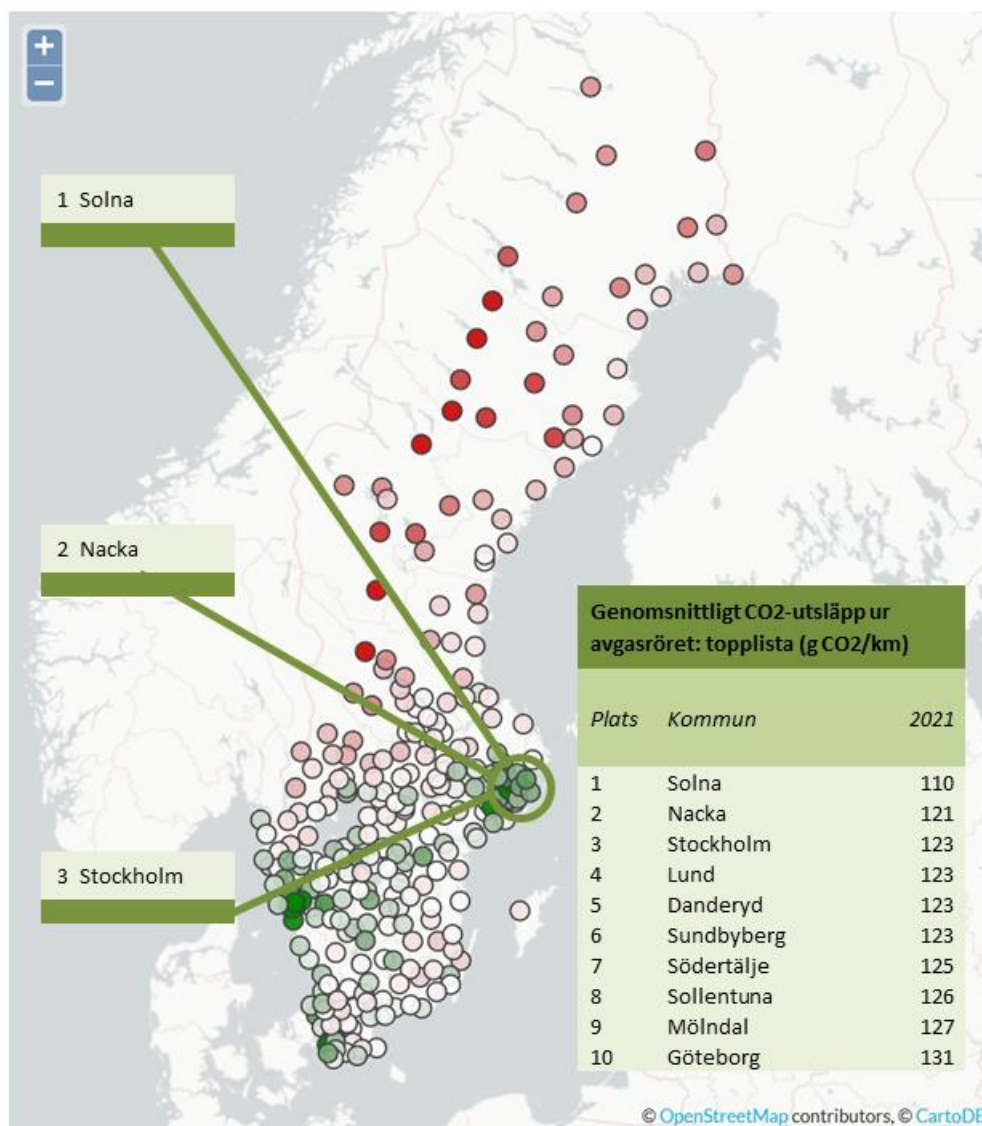 +
−
1 Solna
2 Nacka
3 Stockholm
Genomsnittligt CO2-utsläpp ur
avgasröret: topplista (g CO2/km)
Plats Kommun 2021
1 Solna 110
2 Nacka 121
3 Stockholm 123
4 Lund 123
5 Danderyd 123
6 Sundbyberg 123
7 Södertälje 125
8 Sollentuna 126
9 Mölndal 127
10 Göteborg 131
© OpenStreetMap contributors, © CartoDB